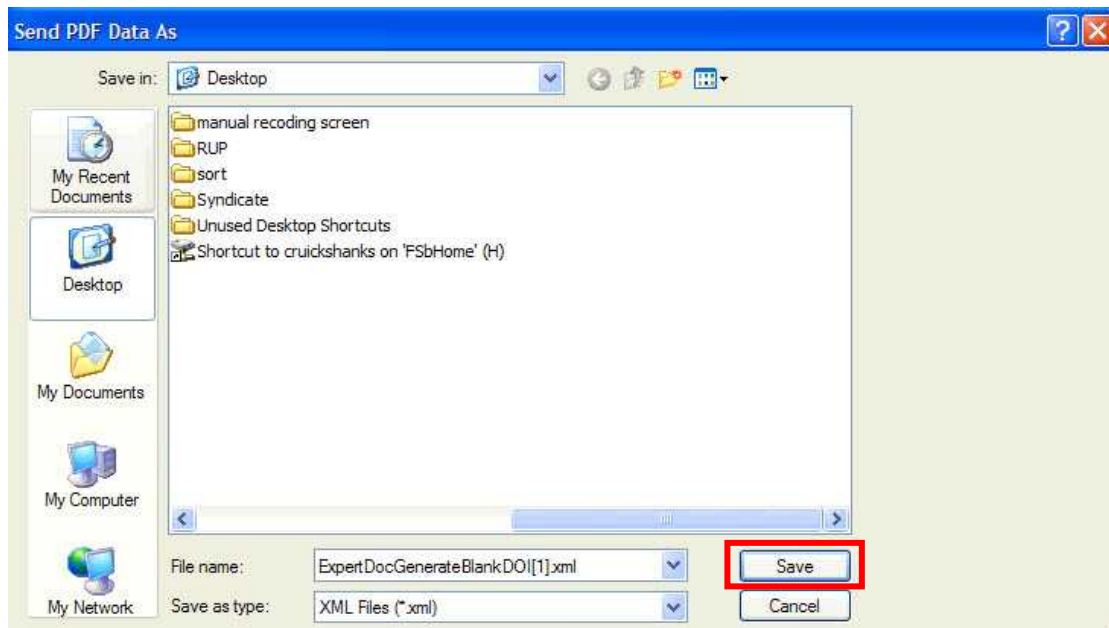 Send PDF Data As
Save in:
Desktop
My Recent
Documents
Desktop
My Documents
My Computer
My Network
manual recoding screen
RUP
sort
Syndicate
Unused Desktop Shortcuts
Shortcut to cruickshanks on 'FSbHome' (H)
File name:
ExpertDocGenerateBlankDOI[1].xml
Save
Save as type:
XML Files (*.xml)
Cancel